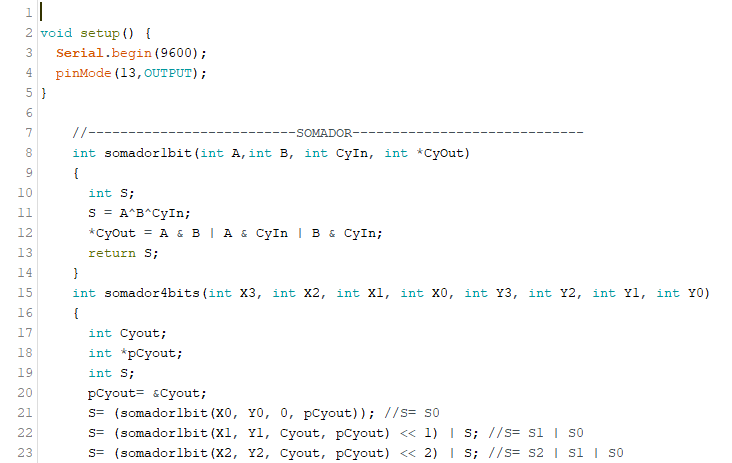 1
2 void setup() {
3   Serial.begin(9600);
4   pinMode(13,OUTPUT);
5 }
6
7     //--------------------------SOMADOR-----------------------------
8     int somador1bit(int A,int B, int CyIn, int *CyOut)
9     {
10      int S;
11      S = A^B^CyIn;
12      *CyOut = A & B | A & CyIn | B & CyIn;
13      return S;
14    }
15    int somador4bits(int X3, int X2, int X1, int X0, int Y3, int Y2, int Y1, int Y0)
16    {
17      int Cyout;
18      int *pCyout;
19      int S;
20      pCyout= &Cyout;
21      S= (somador1bit(X0, Y0, 0, pCyout)); //S= S0
22      S= (somador1bit(X1, Y1, Cyout, pCyout) << 1) | S; //S= S1 | S0
23      S= (somador1bit(X2, Y2, Cyout, pCyout) << 2) | S; //S= S2 | S1 | S0